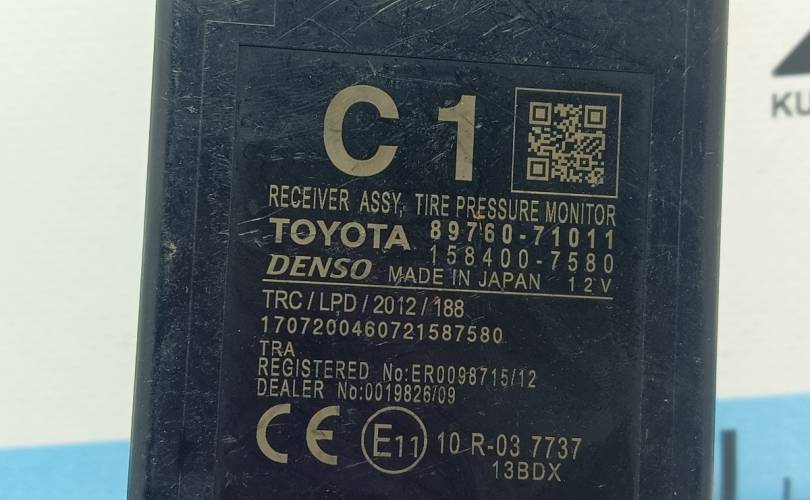 C1
RECEIVER ASSY, TIRE PRESSURE MONITOR
TOYOTA 89760-71011
158400-7580
DENSO MADE IN JAPAN 12V
TRC/LPD/2012/188
1707200460721587580
TRA
REGISTERED No:ER0098715/12
DEALER No:0019826/09
CE E11 10 R-03 7737
13BDX
KU